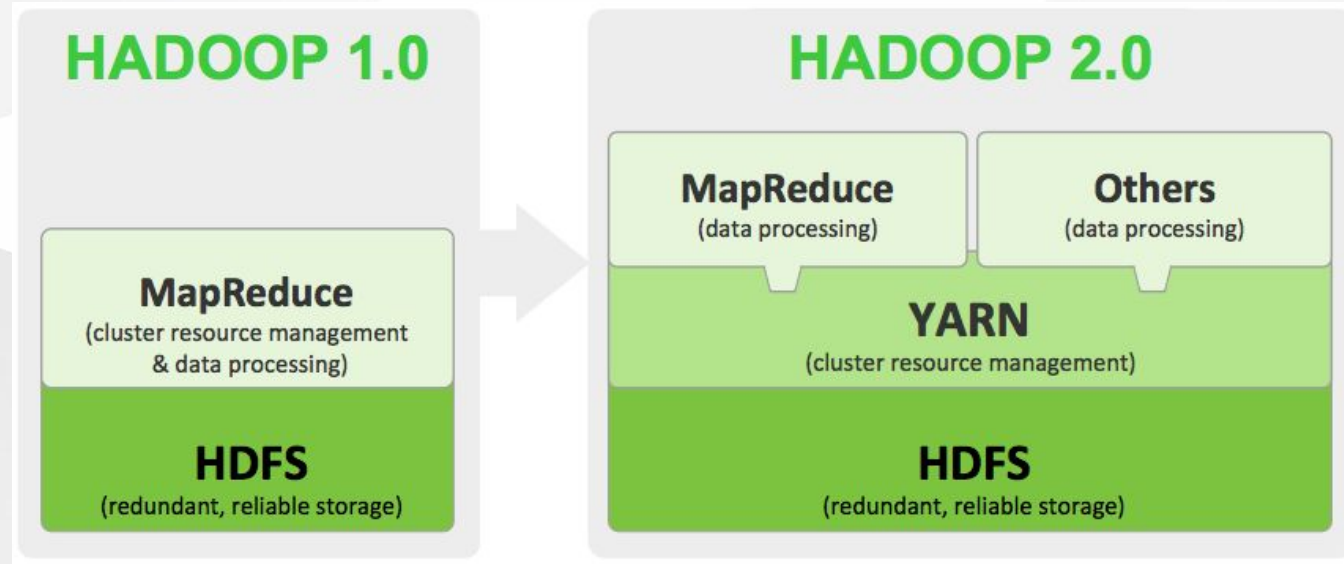 HADOOP 1.0
MapReduce
(cluster resource management
& data processing)
HDFS
(redundant, reliable storage)
HADOOP 2.0
MapReduce
(data processing)
Others
(data processing)
YARN
(cluster resource management)
HDFS
(redundant, reliable storage)